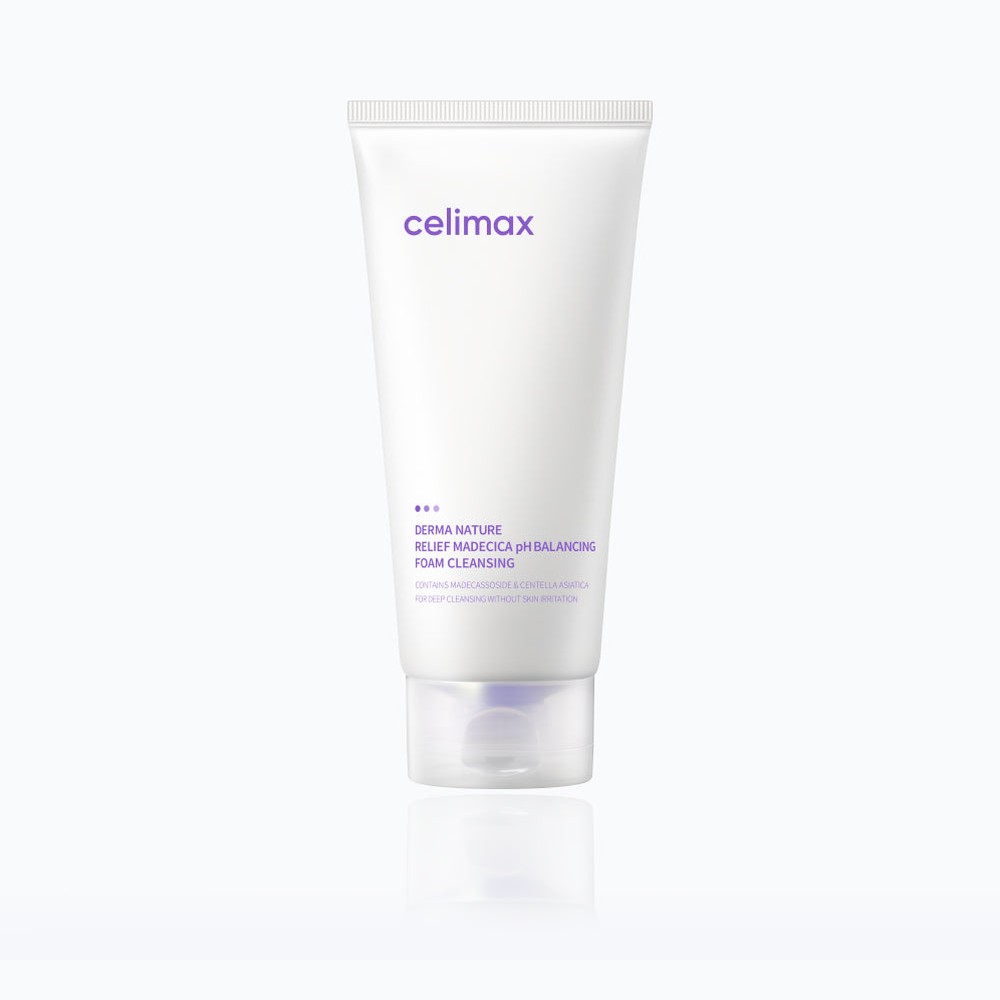 celimax
DERMA NATURE
RELIEF MADECICA pH BALANCING
FOAM CLEANSING
CONTAINS MADECASSOSIDE & CENTELLA ASIATICA
FOR DEEP CLEANSING WITHOUT SKIN IRRITATION